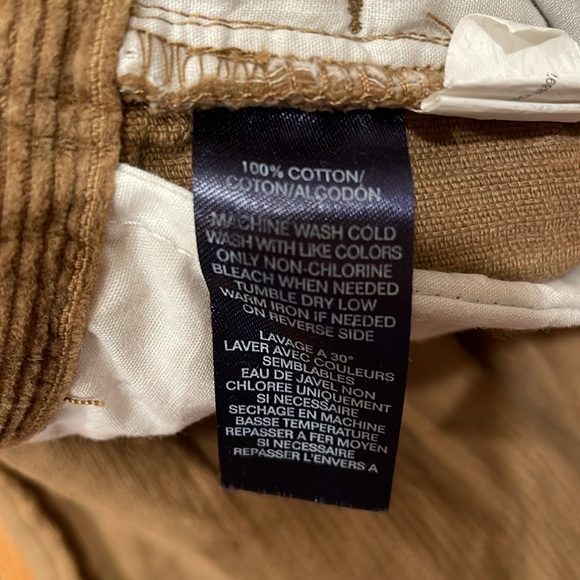 100% COTTON/
COTON/ALGODÓN
MACHINE WASH COLD
WASH WITH LIKE COLORS
ONLY NON-CHLORINE
BLEACH WHEN NEEDED
TUMBLE DRY LOW
WARM IRON IF NEEDED
ON REVERSE SIDE
LAVAGE A 30°
LAVER AVEC COULEURS
SEMBLABLES
EAU DE JAVEL NON
CHLOREE UNIQUEMENT
SI NECESSAIRE
SECHAGE EN MACHINE
BASSE TEMPERATURE
REPASSER A FER MOYEN
SI NECESSAIRE
REPASSER L'ENVERS A